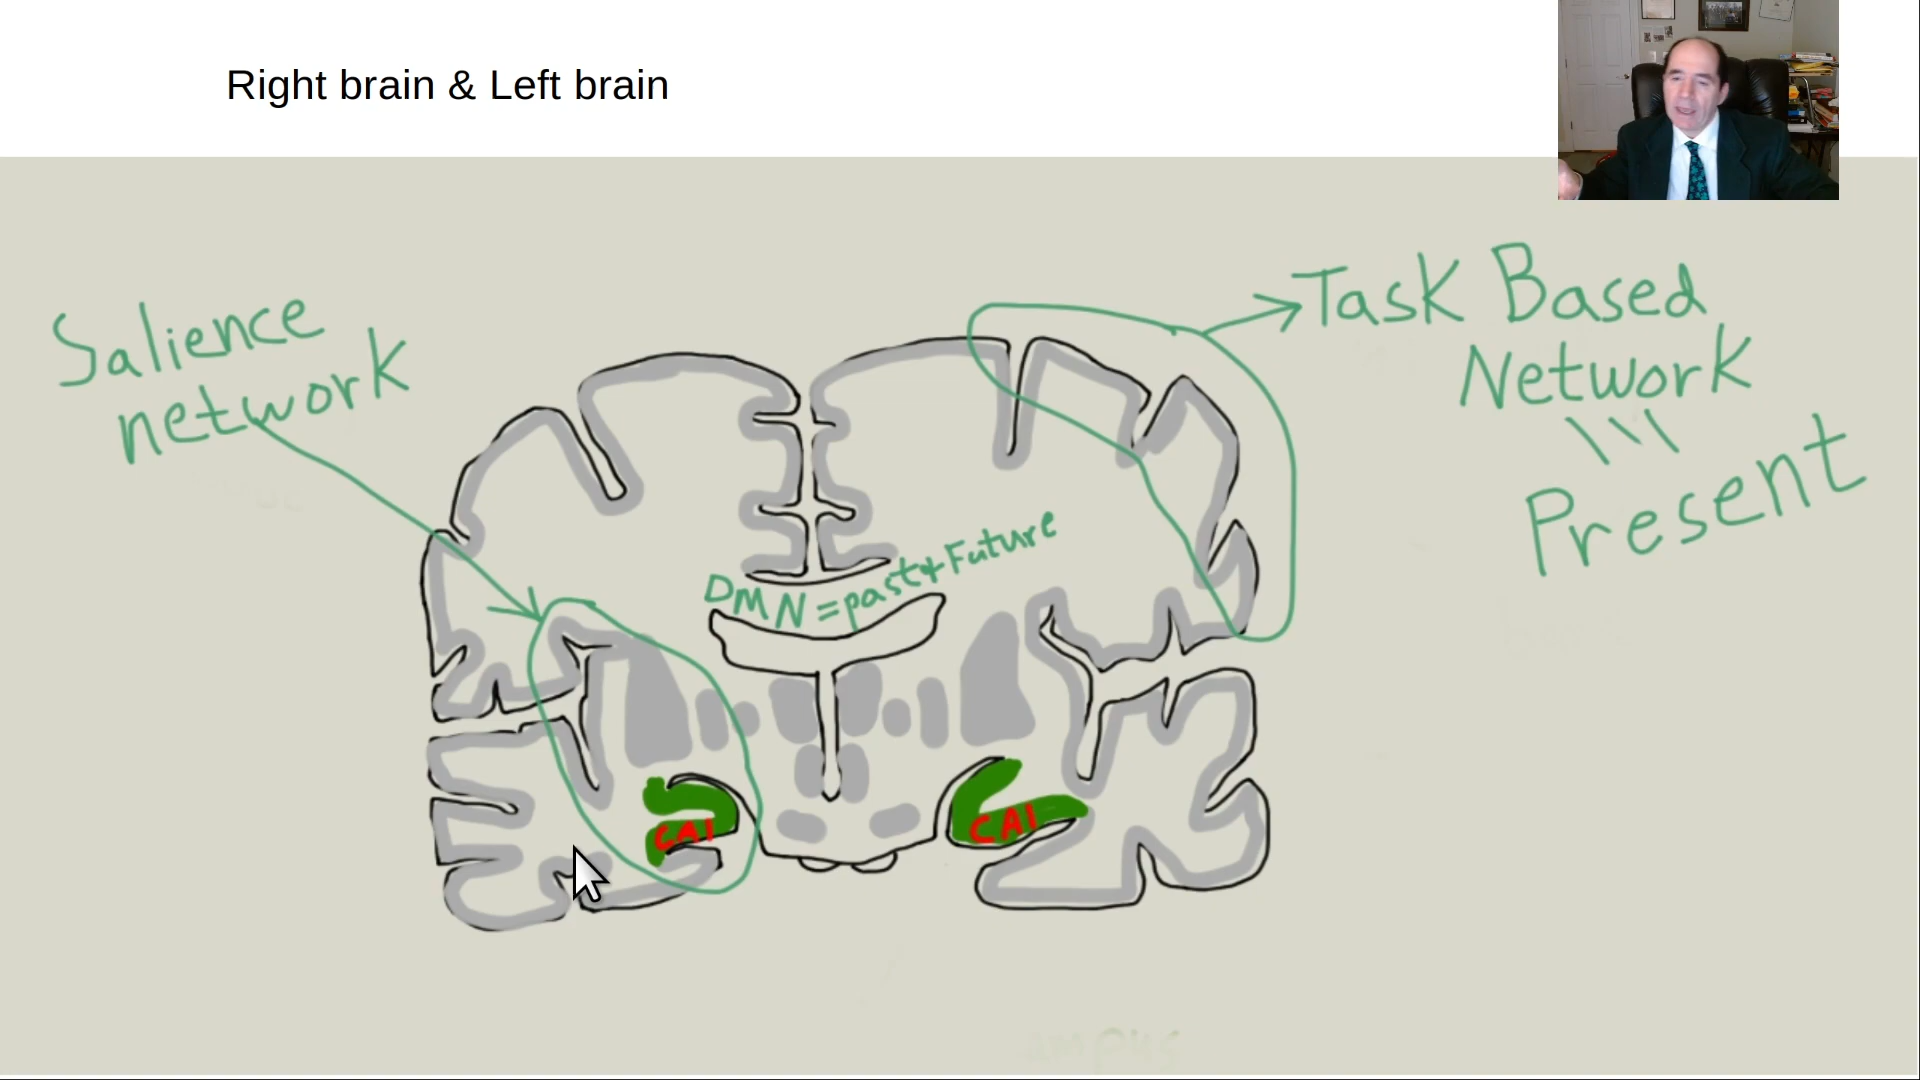 Right brain & Left brain
Salience
network
Task Based
Network
Present
DMN = past + Future
CA1
CA1